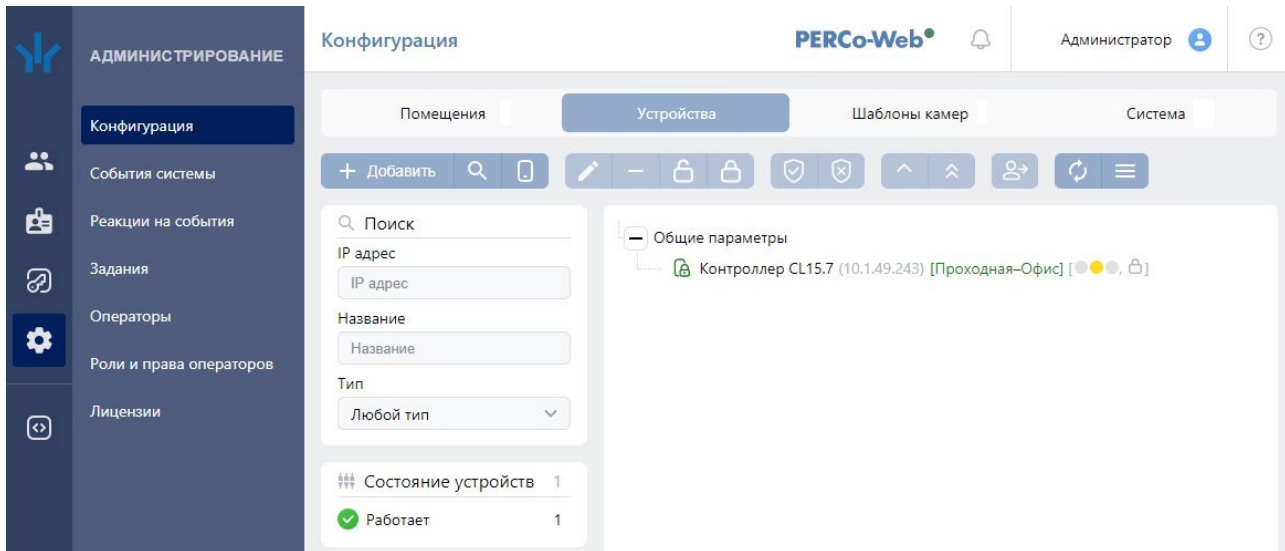 АДМИНИСТРИРОВАНИЕ
Конфигурация
События системы
Реакции на события
Задания
Операторы
Роли и права операторов
Лицензии
Конфигурация
PERCo-Web
Администратор
?
Помещения
Устройства
Шаблоны камер
Система
+ Добавить
Поиск
IP адрес
IP адрес
Название
Название
Тип
Любой тип
Состояние устройств 1
Работает 1
Общие параметры
Контроллер CL15.7 (10.1.49.243) [Проходная–Офис] [ , ]